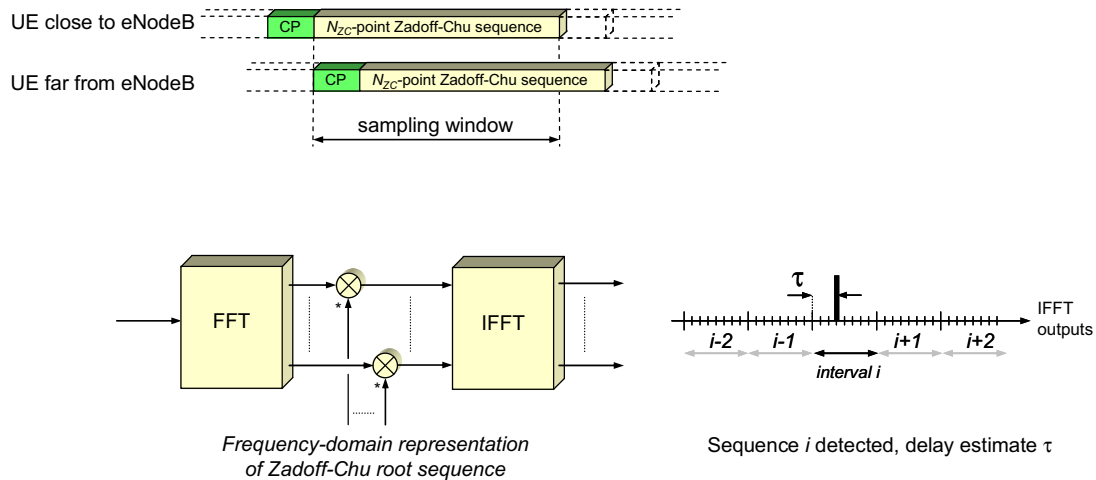 UE close to eNodeB
CP
N_ZC-point Zadoff-Chu sequence
UE far from eNodeB
CP
N_ZC-point Zadoff-Chu sequence
sampling window
FFT
*
*
IFFT
Frequency-domain representation
of Zadoff-Chu root sequence
τ
IFFT
outputs
i-2
i-1
i+1
i+2
interval i
Sequence i detected, delay estimate τ